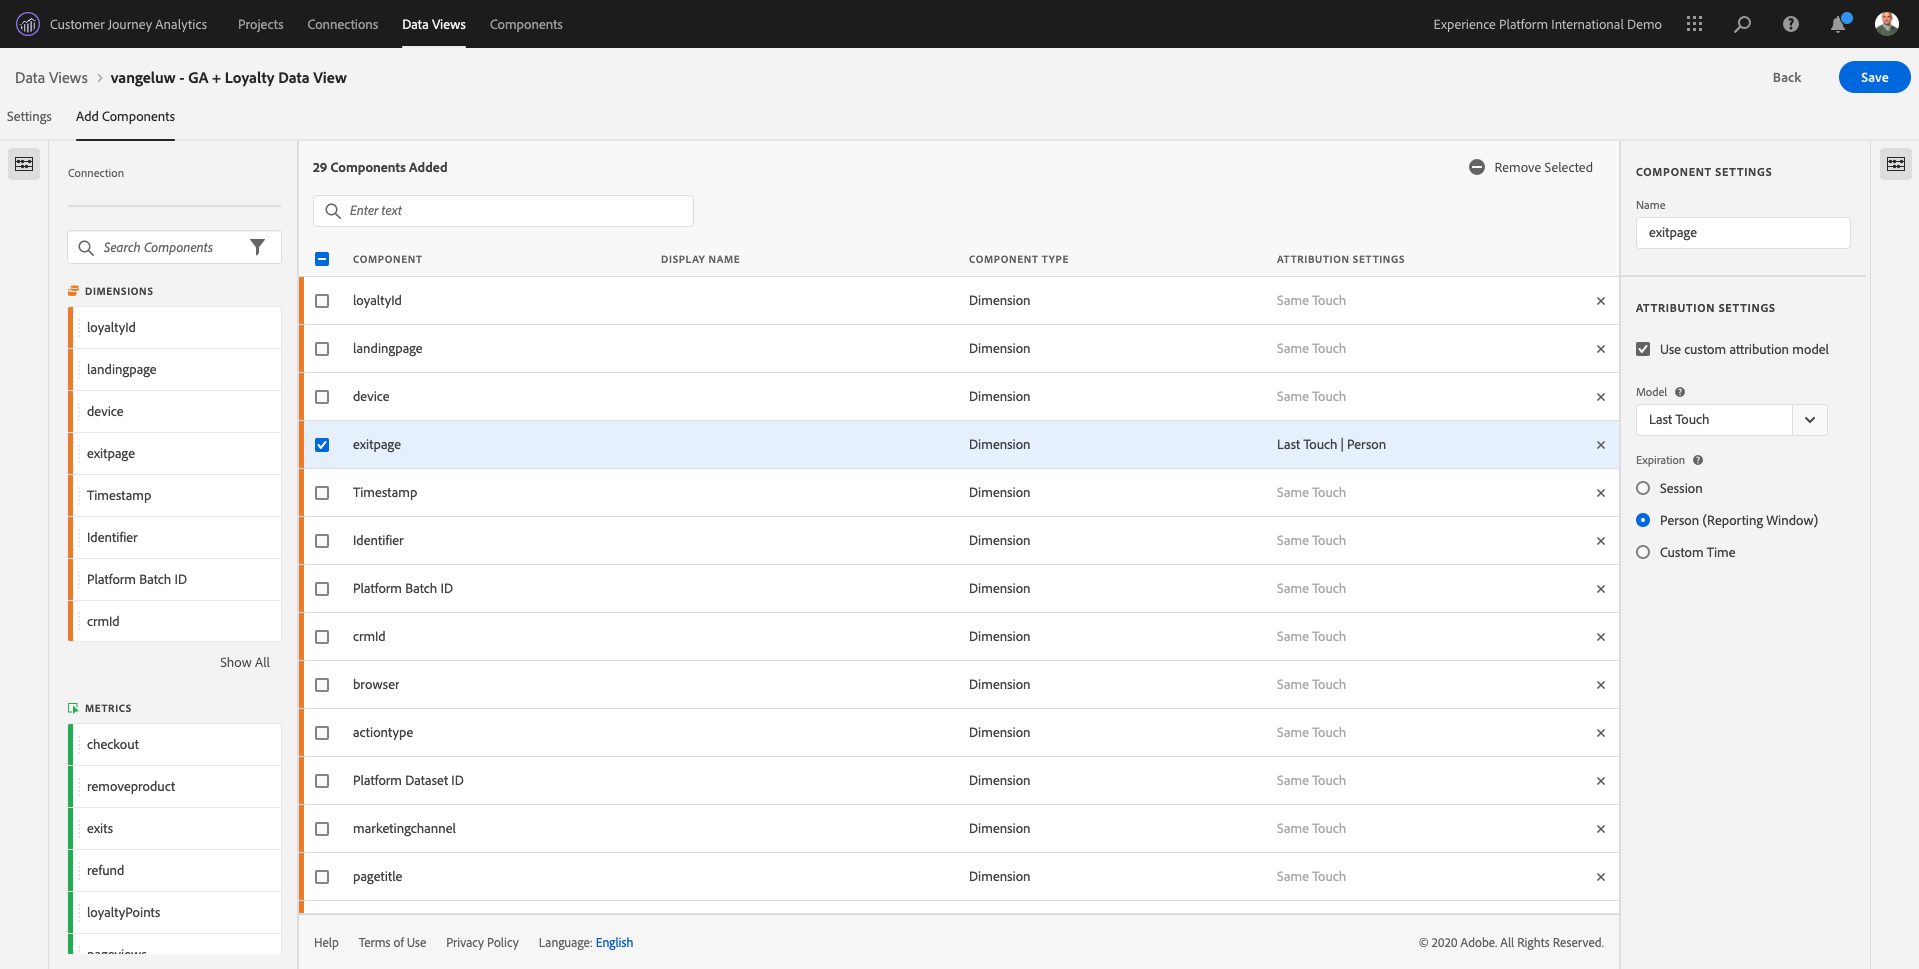 Customer Journey Analytics Projects Connections Data Views Components Experience Platform International Demo
Data Views > vangeluw - GA + Loyalty Data View Back Save
Settings Add Components
Connection
Search Components
DIMENSIONS
loyaltyId
landingpage
device
exitpage
Timestamp
Identifier
Platform Batch ID
crmId
Show All
METRICS
checkout
removeproduct
exits
refund
loyaltyPoints
pageviews
29 Components Added Remove Selected
Enter text
COMPONENT DISPLAY NAME COMPONENT TYPE ATTRIBUTION SETTINGS
loyaltyId Dimension Same Touch
landingpage Dimension Same Touch
device Dimension Same Touch
exitpage Dimension Last Touch | Person
Timestamp Dimension Same Touch
Identifier Dimension Same Touch
Platform Batch ID Dimension Same Touch
crmId Dimension Same Touch
browser Dimension Same Touch
actiontype Dimension Same Touch
Platform Dataset ID Dimension Same Touch
marketingchannel Dimension Same Touch
pagetitle Dimension Same Touch
Help Terms of Use Privacy Policy Language: English © 2020 Adobe. All Rights Reserved.
COMPONENT SETTINGS
Name
exitpage
ATTRIBUTION SETTINGS
Use custom attribution model
Model
Last Touch
Expiration
Session
Person (Reporting Window)
Custom Time